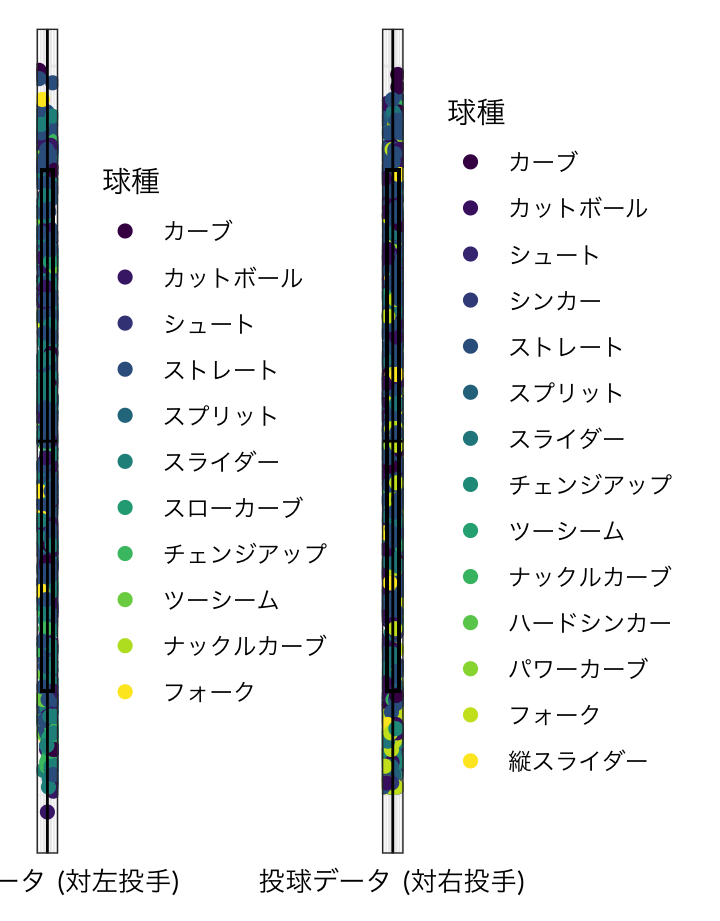 球種
カーブ
カットボール
シュート
ストレート
スプリット
スライダー
スローカーブ
チェンジアップ
ツーシーム
ナックルカーブ
フォーク
ータ (対左投手)
球種
カーブ
カットボール
シュート
シンカー
ストレート
スプリット
スライダー
チェンジアップ
ツーシーム
ナックルカーブ
ハードシンカー
パワーカーブ
フォーク
縦スライダー
投球データ (対右投手)